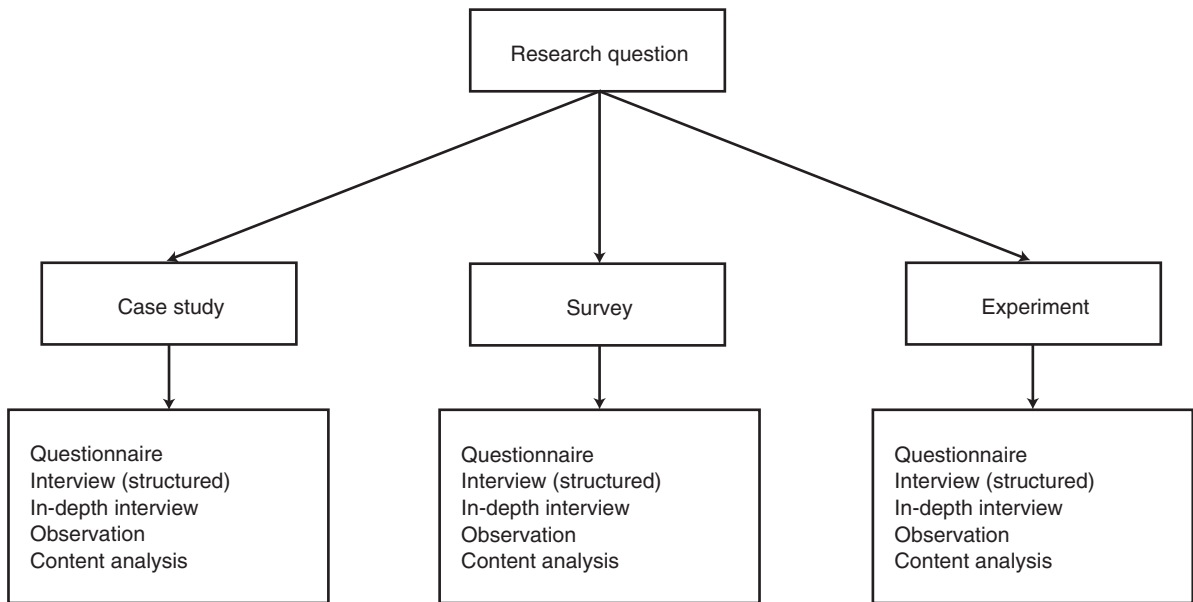 Research question
Case study
Survey
Experiment
Questionnaire
Interview (structured)
In-depth interview
Observation
Content analysis
Questionnaire
Interview (structured)
In-depth interview
Observation
Content analysis
Questionnaire
Interview (structured)
In-depth interview
Observation
Content analysis